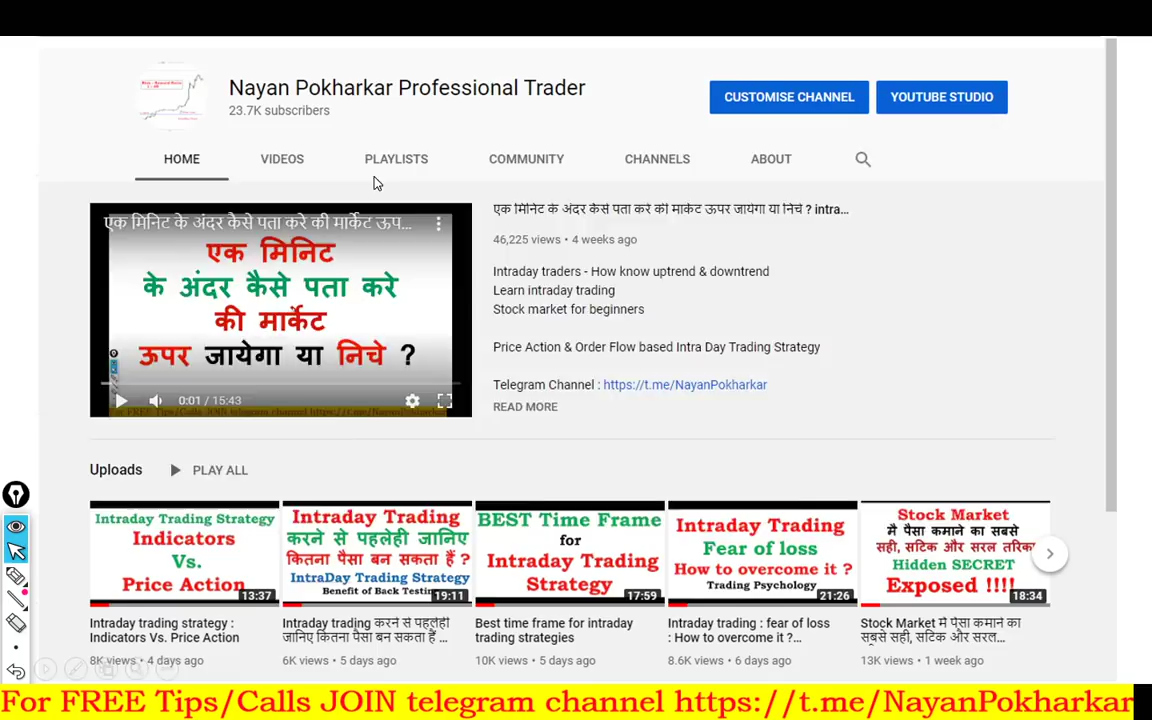 Nayan Pokharkar Professional Trader
23.7K subscribers
CUSTOMISE CHANNEL
YOUTUBE STUDIO
HOME
VIDEOS
PLAYLISTS
COMMUNITY
CHANNELS
ABOUT
एक मिनिट के अंदर कैसे पता करे की मार्केट ऊप...
एक मिनिट
के अंदर कैसे पता करे
की मार्केट
ऊपर जायेगा या निचे ?
0:01 / 15:43
एक मिनिट के अंदर कैसे पता करे की मार्केट ऊपर जायेगा या निचे ? intra...
46,225 views • 4 weeks ago
Intraday traders - How know uptrend & downtrend
Learn intraday trading
Stock market for beginners
Price Action & Order Flow based Intra Day Trading Strategy
Telegram Channel : https://t.me/NayanPokharkar
READ MORE
Uploads
PLAY ALL
Intraday Trading Strategy
Indicators
Vs.
Price Action
13:37
Intraday trading strategy :
Indicators Vs. Price Action
8K views • 4 days ago
Intraday Trading
करने से पहलेही जानिए
कितना पैसा बन सकता हैं ?
IntraDay Trading Strategy
Benefit of Back Testin
19:11
Intraday trading करने से पहलेही
जानिए कितना पैसा बन सकता हैं ...
6K views • 5 days ago
BEST Time Frame
for
Intraday Trading
Strategy
17:59
Best time frame for intraday
trading strategies
10K views • 5 days ago
Intraday Trading
Fear of loss
How to overcome it ?
Trading Psychology
21:26
Intraday trading : fear of loss
: How to overcome it ?...
8.6K views • 6 days ago
Stock Market
मै पैसा कमाने का सबसे
सही, सटिक और सरल तरिक
Hidden SECRET
Exposed !!!!
18:34
Stock Market मै पैसा कमाने का
सबसे सही, सटिक और सरल...
13K views • 1 week ago
For FREE Tips/Calls JOIN telegram channel https://t.me/NayanPokharkar